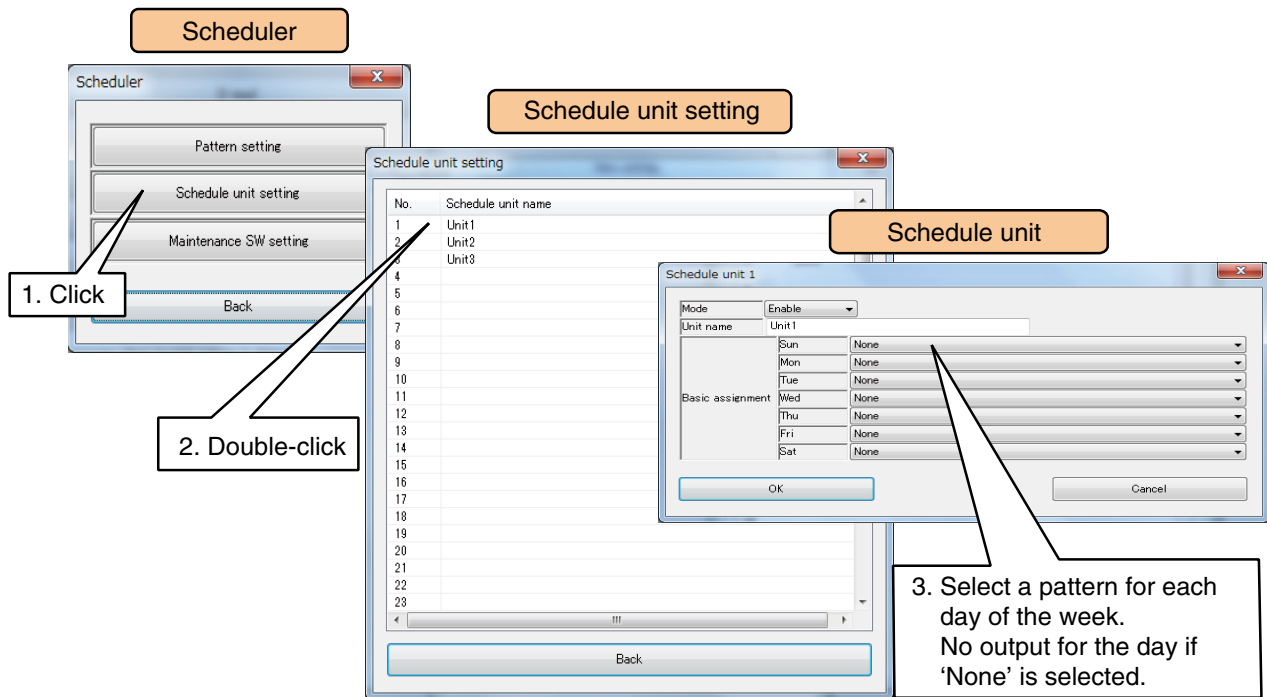 Scheduler
Scheduler
Pattern setting
Schedule unit setting
Maintenance SW setting
Back
1. Click
Schedule unit setting
Schedule unit setting
No. Schedule unit name
1 Unit1
2 Unit2
3 Unit3
4
5
6
7
8
9
10
11
12
13
14
15
16
17
18
19
20
21
22
23
Back
2. Double-click
Schedule unit
Schedule unit 1
Mode Enable
Unit name Unit1
Basic assignment
Sun None
Mon None
Tue None
Wed None
Thu None
Fri None
Sat None
OK Cancel
3. Select a pattern for each
day of the week.
No output for the day if
‘None’ is selected.